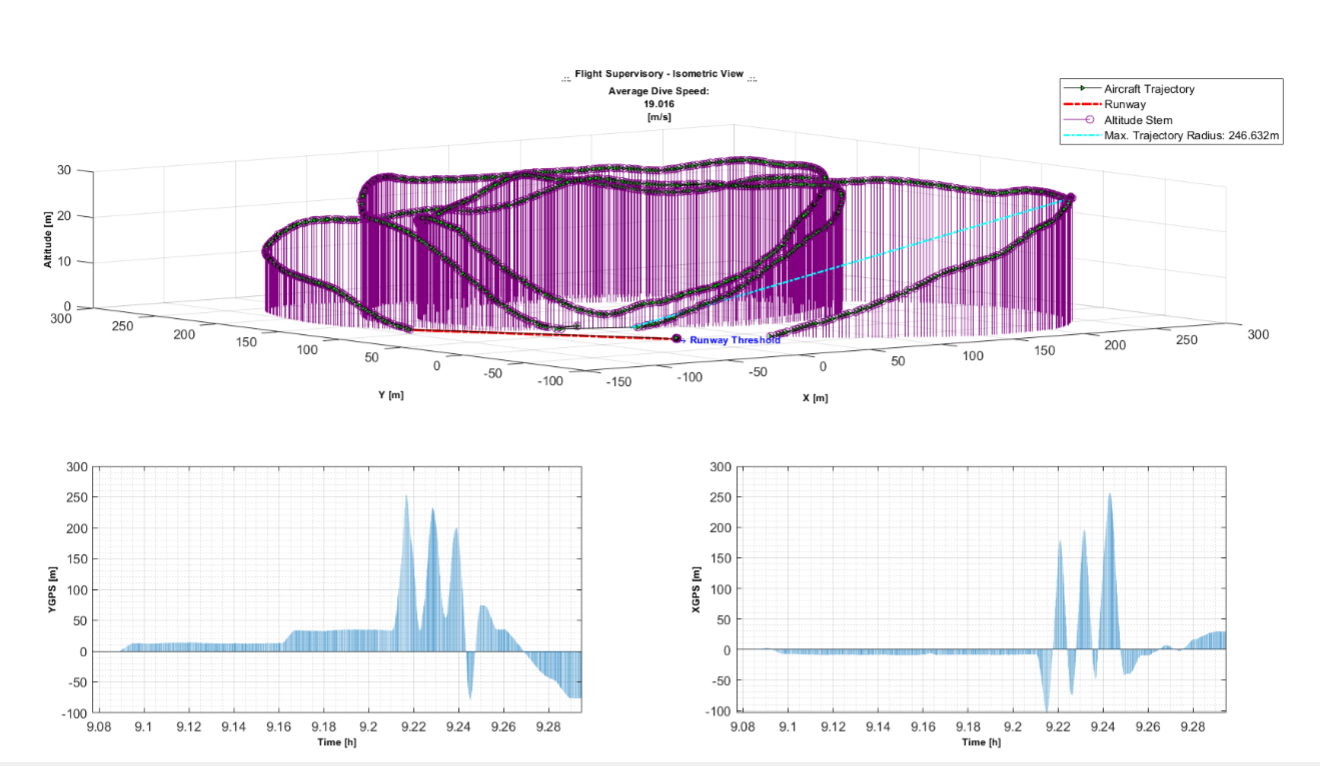 .::. Flight Supervisory - Isometric View .::.
Average Dive Speed:
19.016
[m/s]
Aircraft Trajectory
Runway
Altitude Stem
Max. Trajectory Radius: 246.632m
30
20
10
0
Altitude [m]
300
250
200
150
100
50
0
-50
-100
Y [m]
-150
-100
-50
0
50
100
150
200
250
300
X [m]
Runway Threshold
300
250
200
150
100
50
0
-50
-100
YGPS [m]
9.08 9.1 9.12 9.14 9.16 9.18 9.2 9.22 9.24 9.26 9.28
Time [h]
300
250
200
150
100
50
0
-50
-100
XGPS [m]
9.08 9.1 9.12 9.14 9.16 9.18 9.2 9.22 9.24 9.26 9.28
Time [h]